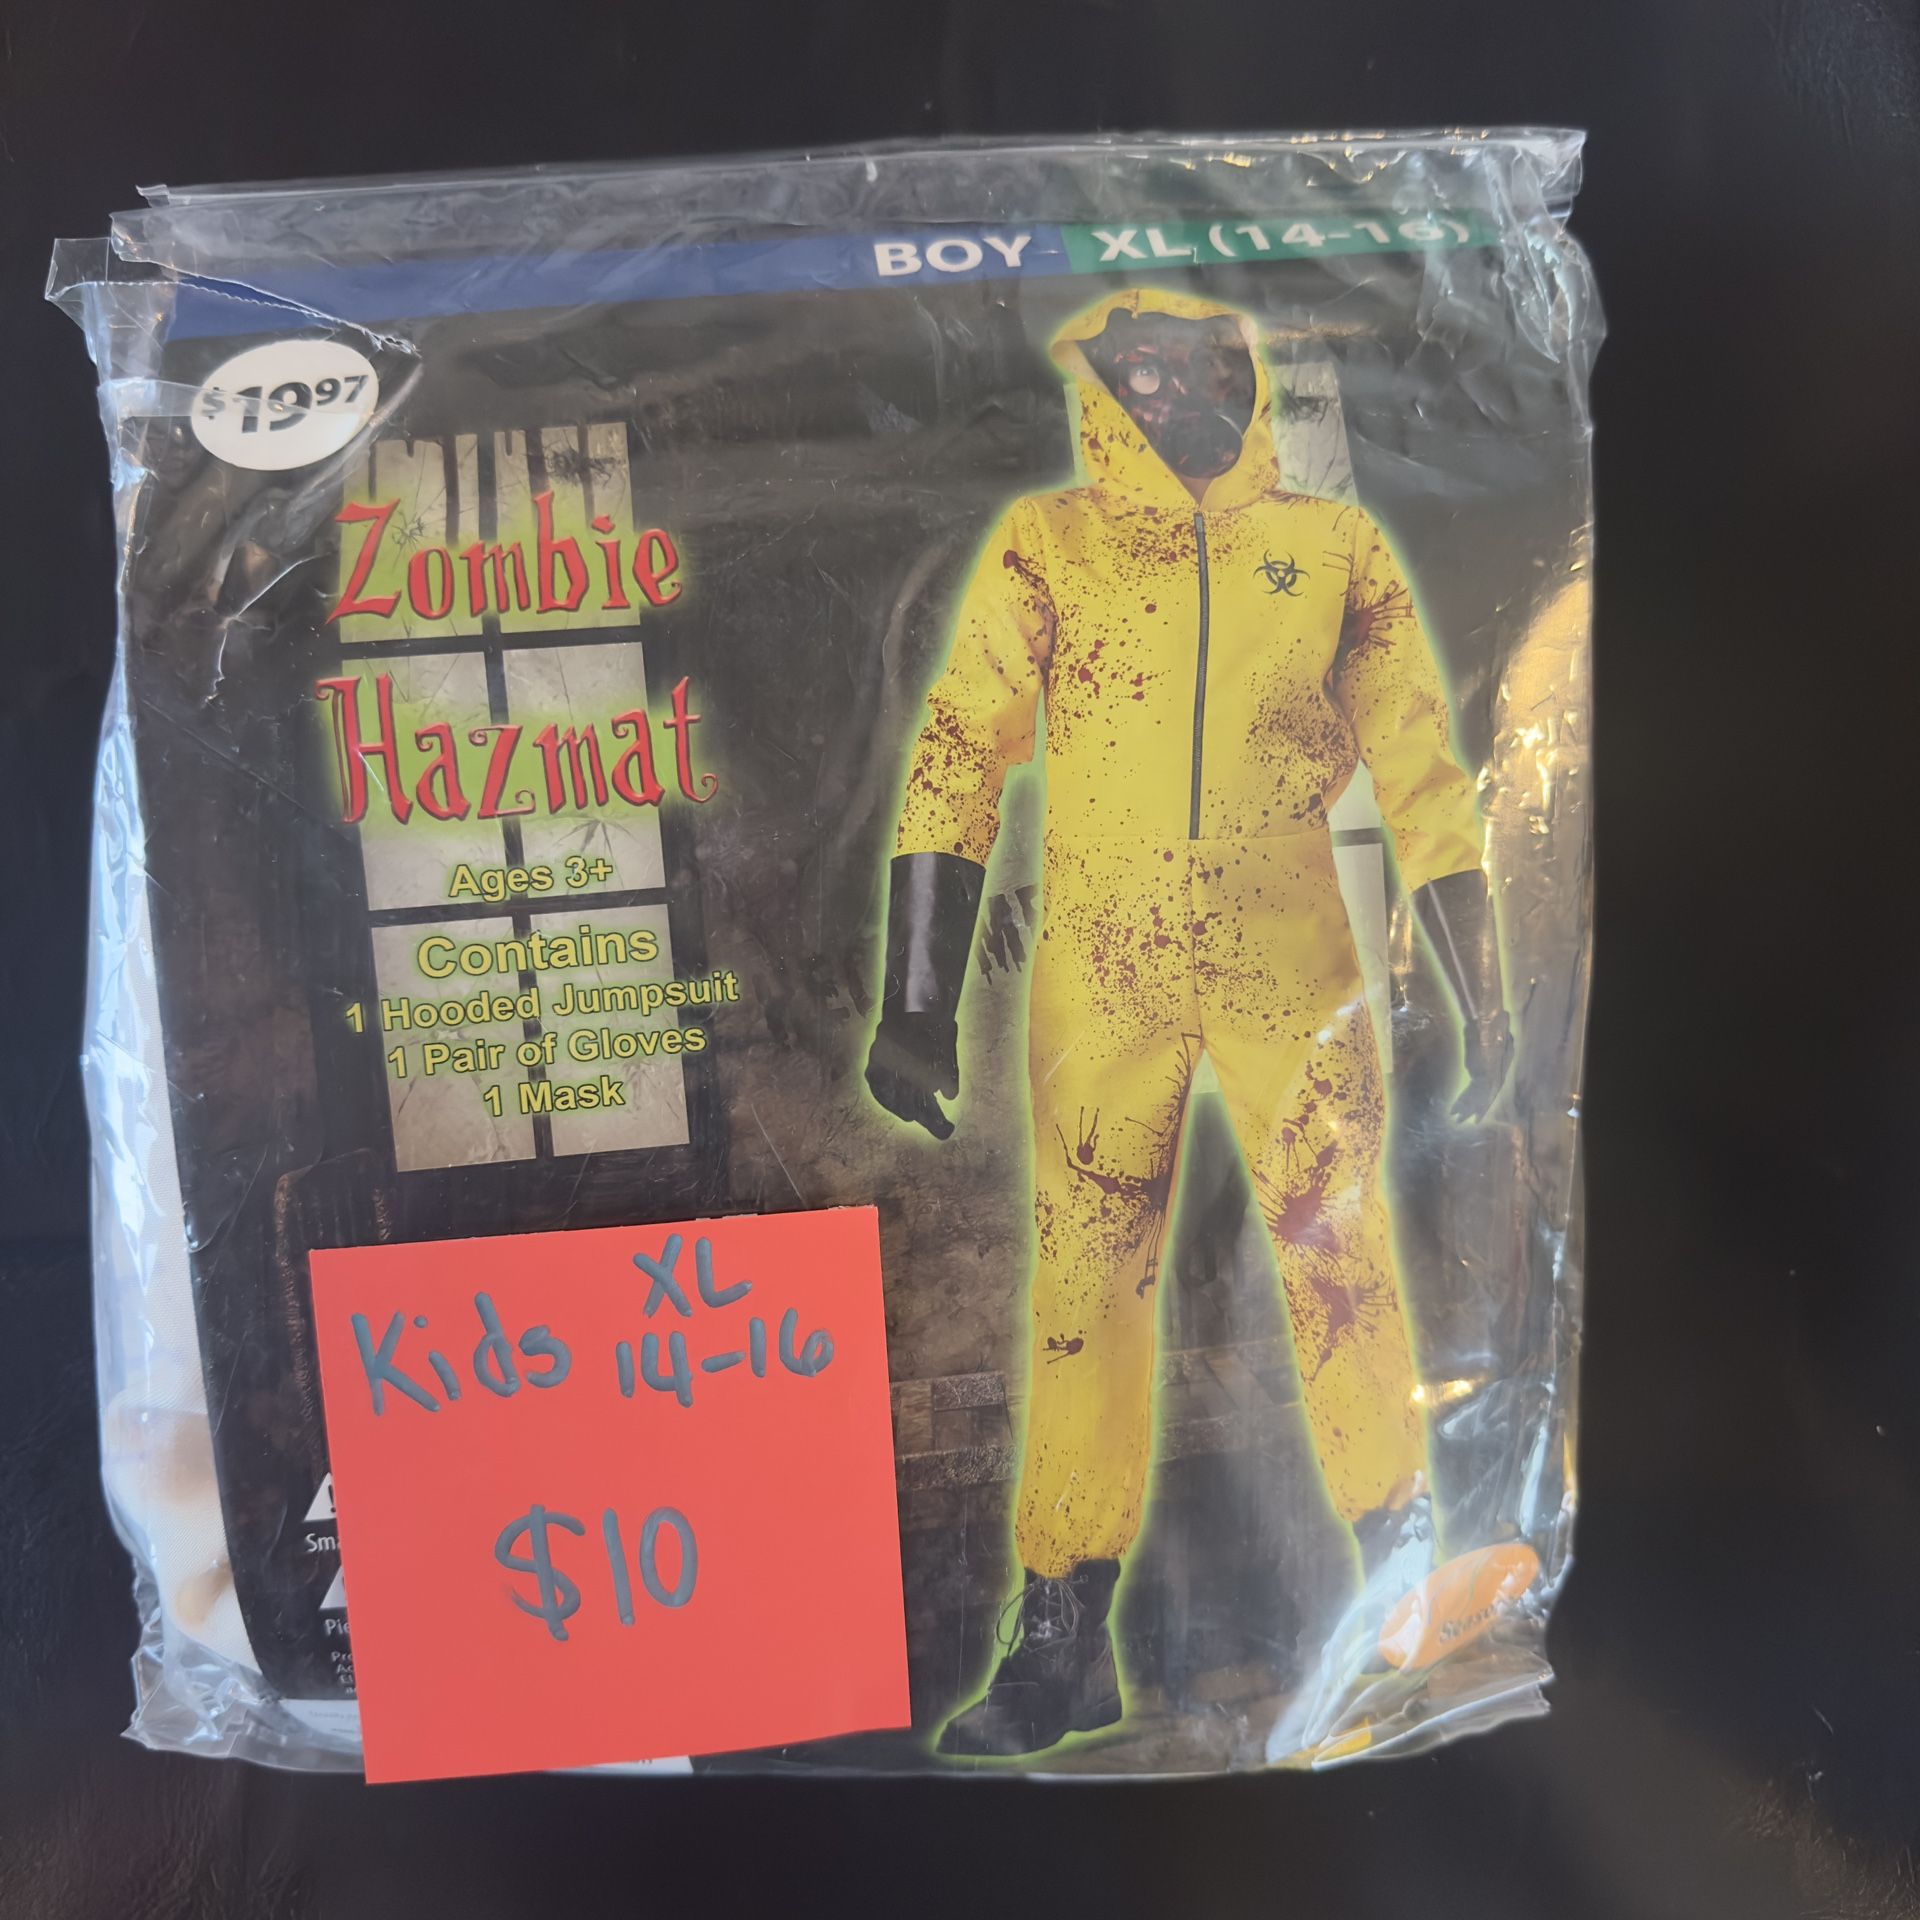 BOY XL (14-16)
$19.97
Zombie
Hazmat
Ages 3+
Contains
1 Hooded Jumpsuit
1 Pair of Gloves
1 Mask
Kids XL
14-16
$10